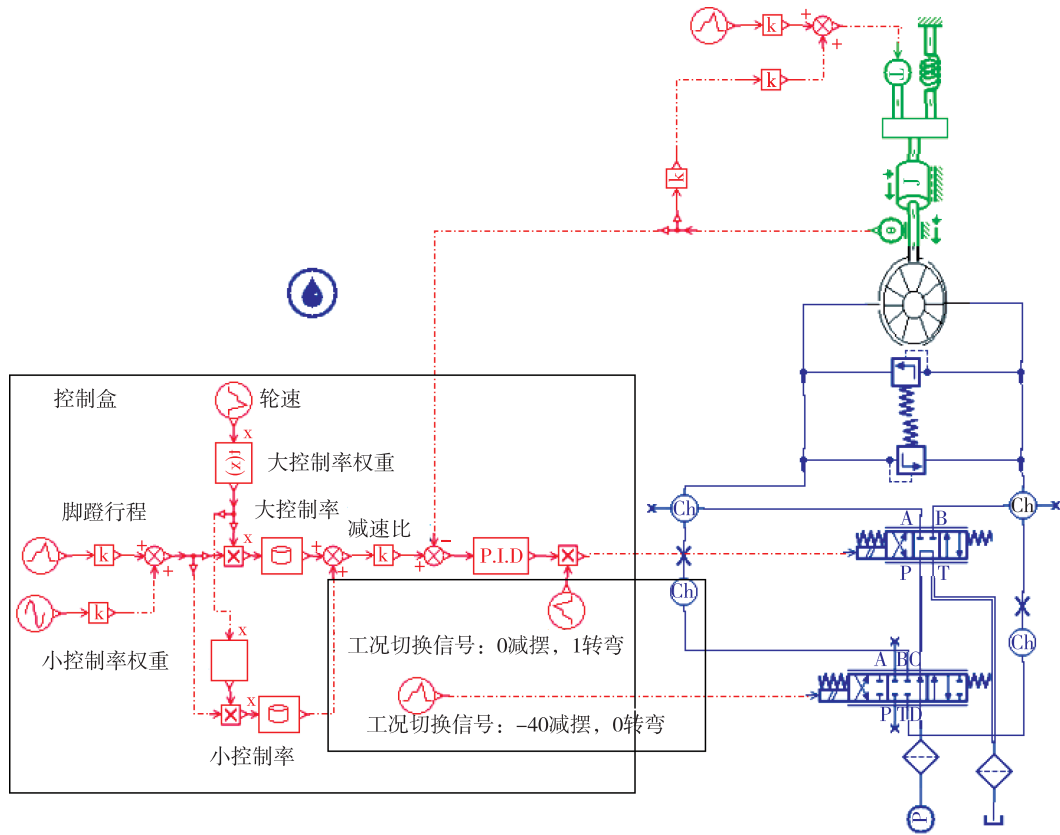 k
+
+
k
L
k
J
θ
控制盒
轮速
x
f(x)
大控制率权重
脚蹬行程
大控制率
减速比
x
k
+
+
+
+
k
−
+
P.I.D
k
小控制率权重
x
x
小控制率
工况切换信号：0减摆，1转弯
工况切换信号：-40减摆，0转弯
Ch
Ch
A B
P T
Ch
Ch
A BC
P TD
P